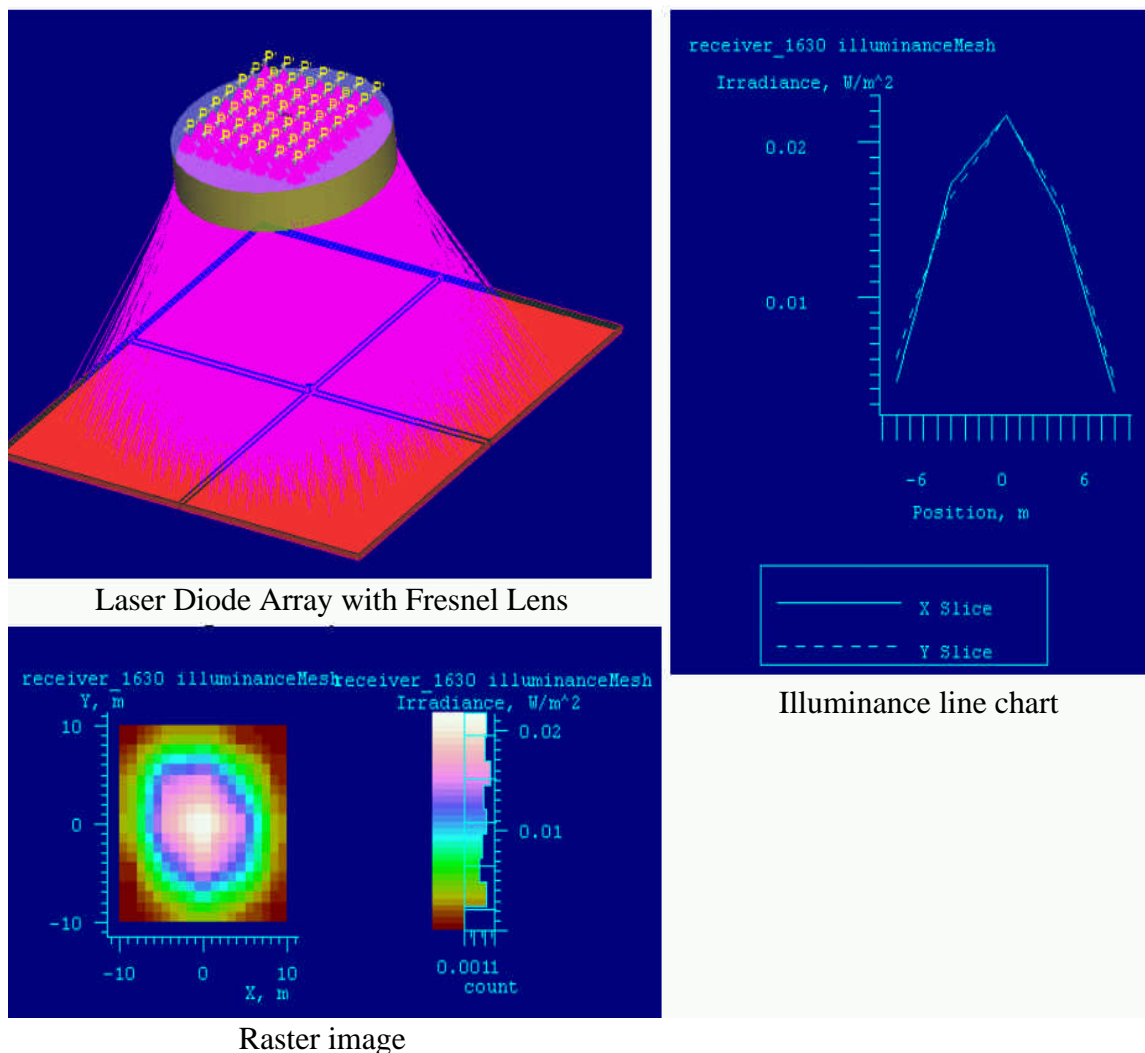 receiver_1630 illuminanceMesh
Irradiance, W/m^2
0.02
0.01
-6 0 6
Position, m
X Slice
Y Slice
Illuminance line chart
Laser Diode Array with Fresnel Lens
receiver_1630 illuminanceMesh
receiver_1630 illuminanceMesh
Y, m
Irradiance, W/m^2
10
0
-10
-10 0 10
X, m
0.02
0.01
0.0011
count
Raster image